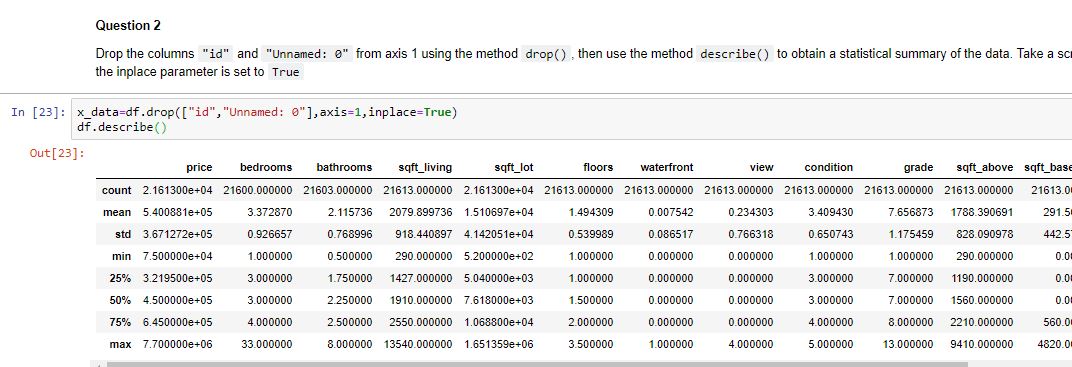 Question 2
Drop the columns "id" and "Unnamed: 0" from axis 1 using the method drop(), then use the method describe() to obtain a statistical summary of the data. Take a
the inplace parameter is set to True
In [23]: x_data=df.drop(["id","Unnamed: 0"],axis=1,inplace=True)
df.describe()
Out[23]:
price bedrooms bathrooms sqft_living sqft_lot floors waterfront view condition grade sqft_above sqft_base
count 2.161300e+04 21600.000000 21603.000000 21613.000000 2.161300e+04 21613.000000 21613.000000 21613.000000 21613.000000 21613.000000 21613.000000 21613.0
mean 5.400881e+05 3.372870 2.115736 2079.899736 1.510697e+04 1.494309 0.007542 0.234303 3.409430 7.656873 1788.390691 291.5
std 3.671272e+05 0.926657 0.768996 918.440897 4.142051e+04 0.539989 0.086517 0.766318 0.650743 1.175459 828.090978 442.5
min 7.500000e+04 1.000000 0.500000 290.000000 5.200000e+02 1.000000 0.000000 0.000000 1.000000 1.000000 290.000000 0.0
25% 3.219500e+05 3.000000 1.750000 1427.000000 5.040000e+03 1.000000 0.000000 0.000000 3.000000 7.000000 1190.000000 0.0
50% 4.500000e+05 3.000000 2.250000 1910.000000 7.618000e+03 1.500000 0.000000 0.000000 3.000000 7.000000 1560.000000 0.0
75% 6.450000e+05 4.000000 2.500000 2550.000000 1.068800e+04 2.000000 0.000000 0.000000 4.000000 8.000000 2210.000000 560.0
max 7.700000e+06 33.000000 8.000000 13540.000000 1.651359e+06 3.500000 1.000000 4.000000 5.000000 13.000000 9410.000000 4820.0